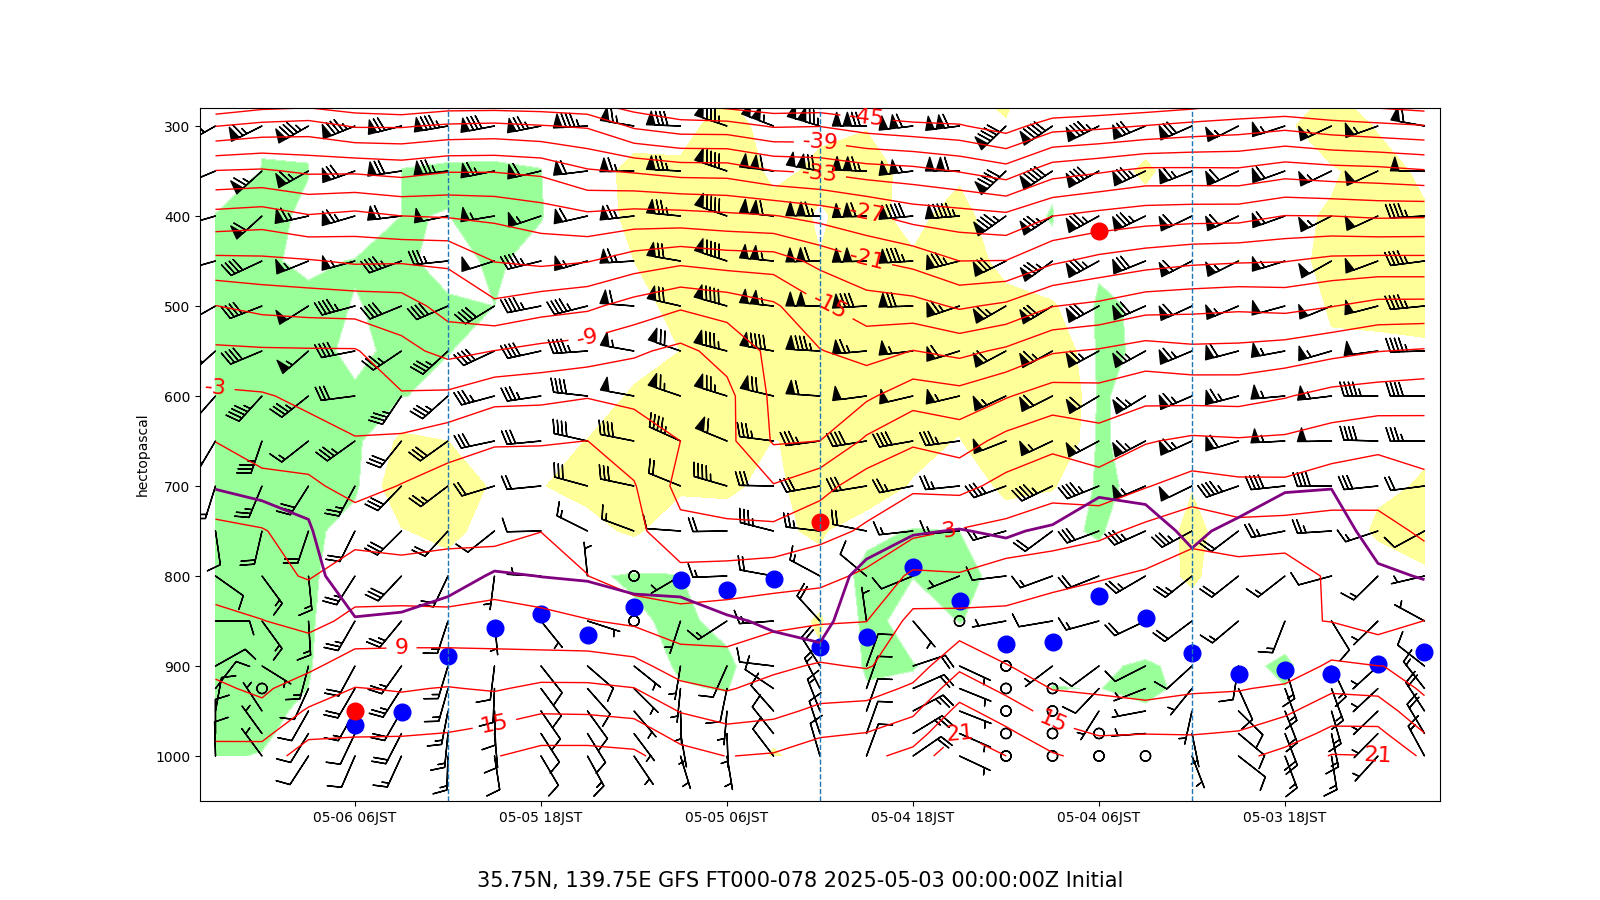 -45
300
-39
-33
400
-27
-21
500
-15
-9
-3
600
hectopascal
700
3
800
9
900
15
15
21
21
1000
05-06 06JST
05-05 18JST
05-05 06JST
05-04 18JST
05-04 06JST
05-03 18JST
35.75N, 139.75E GFS FT000-078 2025-05-03 00:00:00Z Initial